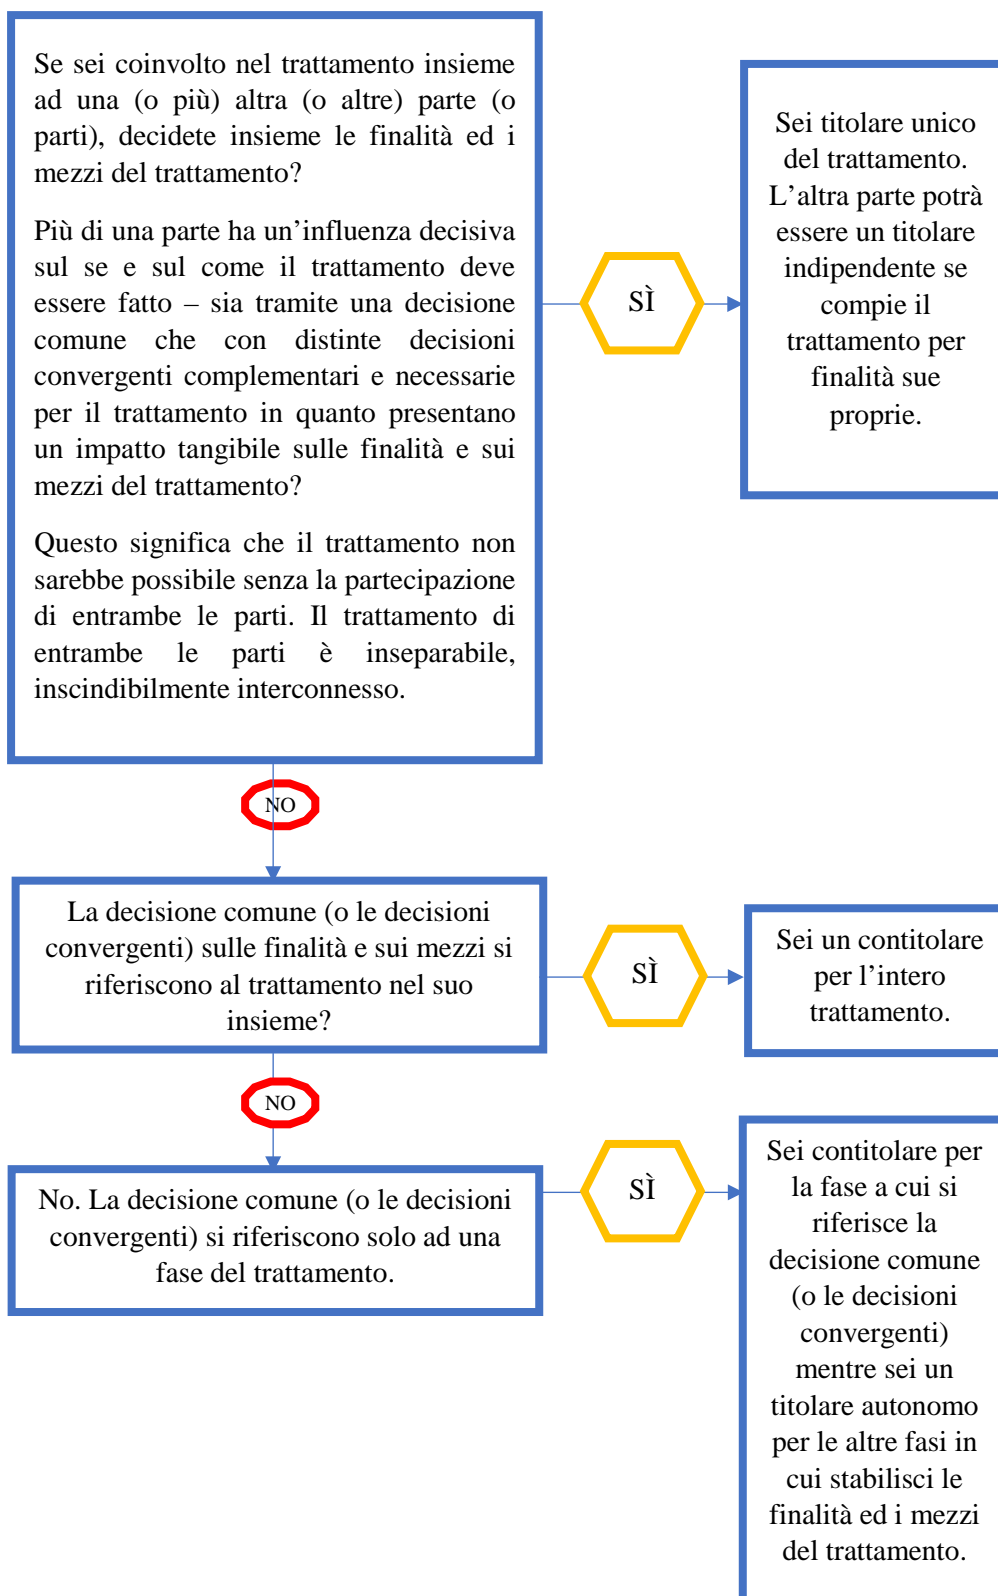 Se sei coinvolto nel trattamento insieme
ad una (o più) altra (o altre) parte (o
parti), decidete insieme le finalità ed i
mezzi del trattamento?
Più di una parte ha un’influenza decisiva
sul se e sul come il trattamento deve
essere fatto – sia tramite una decisione
comune che con distinte decisioni
convergenti complementari e necessarie
per il trattamento in quanto presentano
un impatto tangibile sulle finalità e sui
mezzi del trattamento?
Questo significa che il trattamento non
sarebbe possibile senza la partecipazione
di entrambe le parti. Il trattamento di
entrambe le parti è inseparabile,
inscindibilmente interconnesso.
SÌ
Sei titolare unico
del trattamento.
L’altra parte potrà
essere un titolare
indipendente se
compie il
trattamento per
finalità sue
proprie.
NO
La decisione comune (o le decisioni
convergenti) sulle finalità e sui mezzi si
riferiscono al trattamento nel suo
insieme?
SÌ
Sei un contitolare
per l’intero
trattamento.
NO
No. La decisione comune (o le decisioni
convergenti) si riferiscono solo ad una
fase del trattamento.
SÌ
Sei contitolare per
la fase a cui si
riferisce la
decisione comune
(o le decisioni
convergenti)
mentre sei un
titolare autonomo
per le altre fasi in
cui stabilisci le
finalità ed i mezzi
del trattamento.